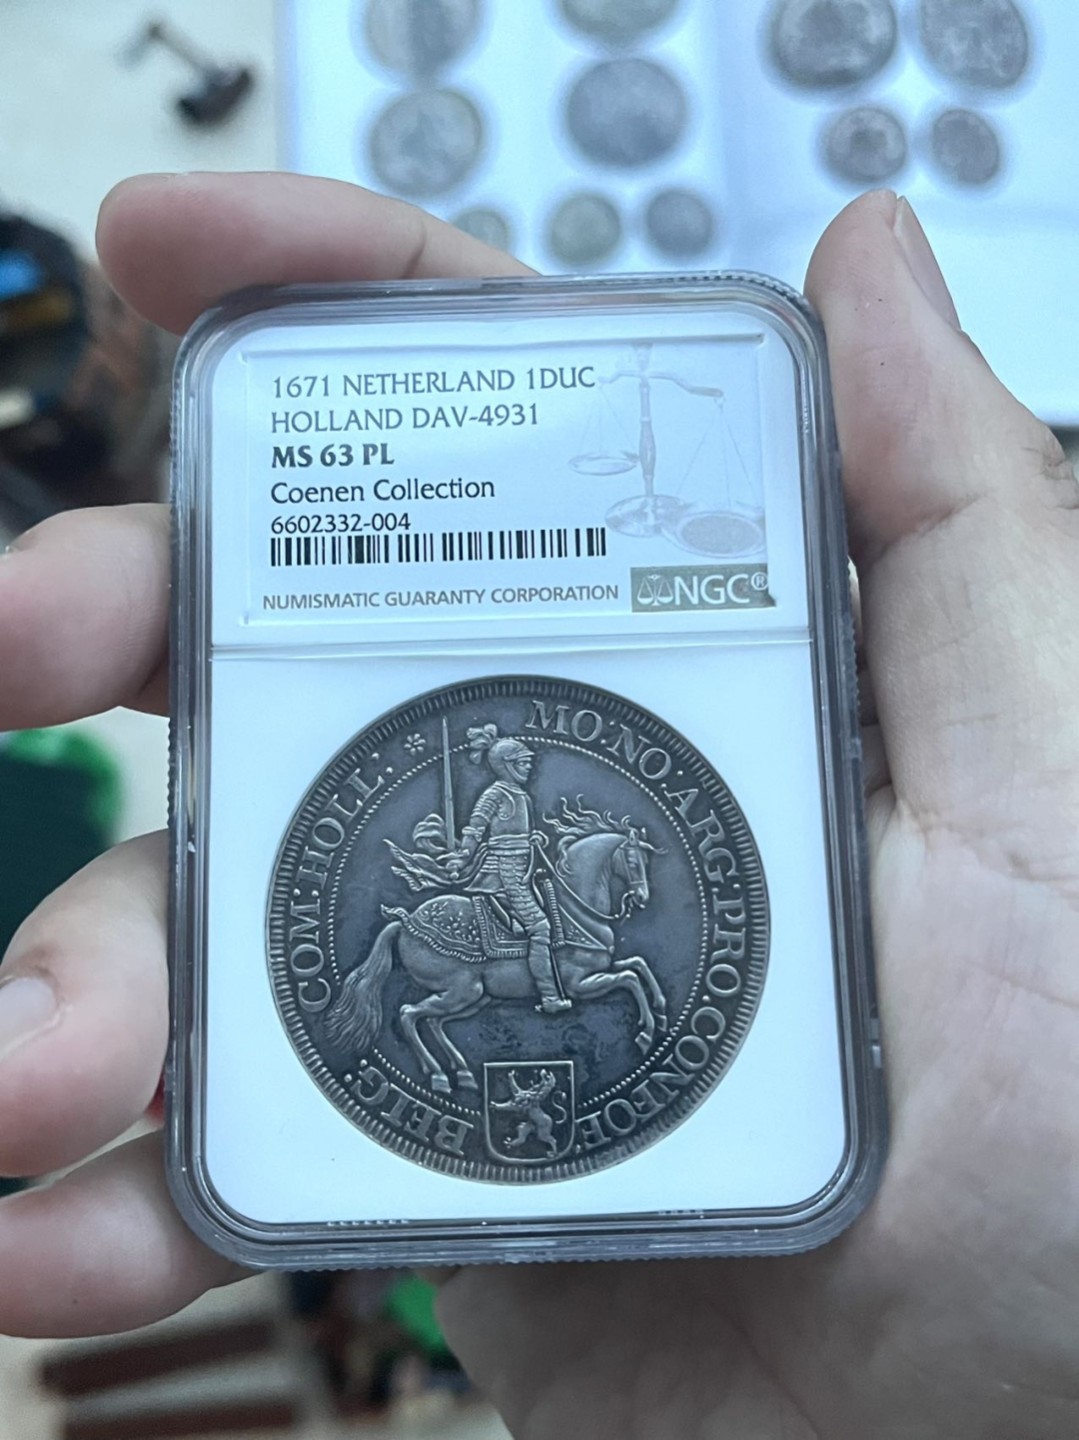 1671 NETHERLAND 1DUC
HOLLAND DAV-4931
MS 63 PL
Coenen Collection
6602332-004
NUMISMATIC GUARANTY CORPORATION
NGC®
MO:NO:ARG:PRO.CONFOE. BELG: COM:HOLL.